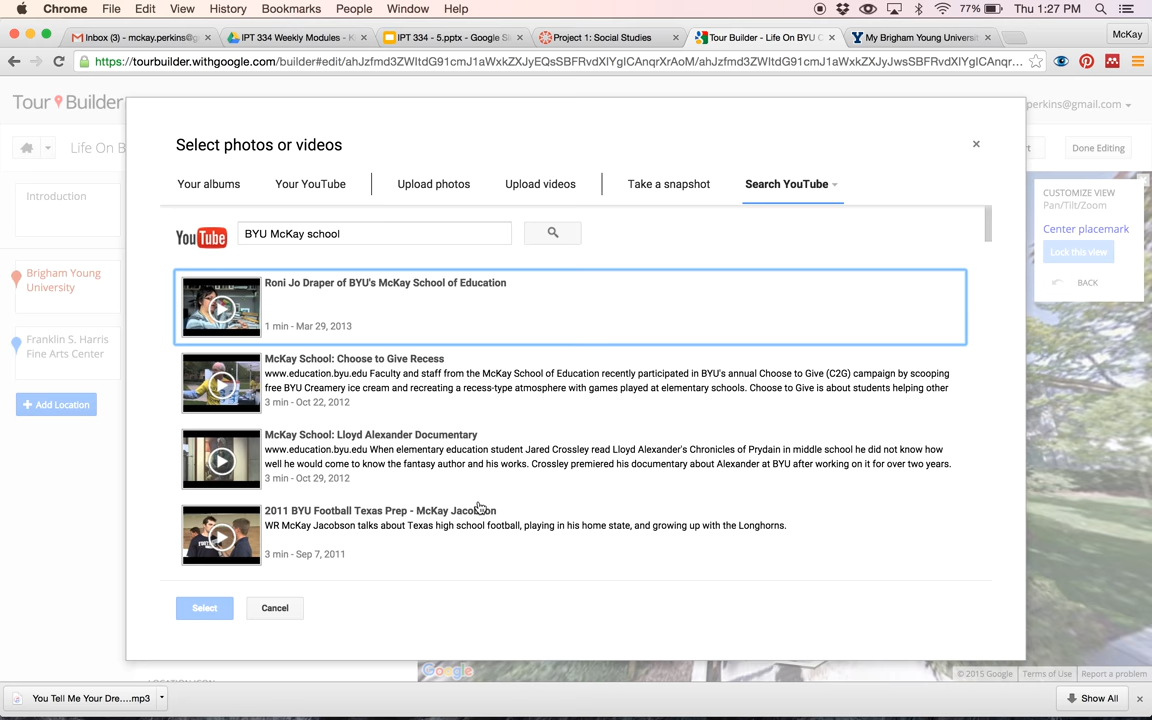 Chrome File Edit View History Bookmarks People Window Help 77% Thu 1:27 PM
Inbox (3) - mckay.perkins@g IPT 334 Weekly Modules - K IPT 334 - 5.pptx - Google S Project 1: Social Studies Tour Builder - Life On BYU C My Brigham Young Universit McKay
https://tourbuilder.withgoogle.com/builder#edit/ahJzfmd3ZWItdG91cmJ1aWxkZXJyEQsSBFRvdXIYgICAnqrXrAoM/ahJzfmd3ZWItdG91cmJ1aWxkZXJyJwsSBFRvdXIYgICAnqr...
Tour Builder perkins@gmail.com
Life On B Done Editing
Select photos or videos
Your albums Your YouTube Upload photos Upload videos Take a snapshot Search YouTube
Introduction
CUSTOMIZE VIEW
Pan/Tilt/Zoom
Center placemark
Lock this view
BACK
You Tube BYU McKay school
Brigham Young
University
Franklin S. Harris
Fine Arts Center
+ Add Location
Roni Jo Draper of BYU's McKay School of Education
1 min - Mar 29, 2013
McKay School: Choose to Give Recess
www.education.byu.edu Faculty and staff from the McKay School of Education recently participated in BYU's annual Choose to Give (C2G) campaign by scooping
free BYU Creamery ice cream and recreating a recess-type atmosphere with games played at elementary schools. Choose to Give is about students helping other
3 min - Oct 22, 2012
McKay School: Lloyd Alexander Documentary
www.education.byu.edu When elementary education student Jared Crossley read Lloyd Alexander's Chronicles of Prydain in middle school he did not know how
well he would come to know the fantasy author and his works. Crossley premiered his documentary about Alexander at BYU after working on it for over two years.
3 min - Oct 29, 2012
2011 BYU Football Texas Prep - McKay Jacobson
WR McKay Jacobson talks about Texas high school football, playing in his home state, and growing up with the Longhorns.
3 min - Sep 7, 2011
Select Cancel
Google © 2015 Google Terms of Use Report a problem
You Tell Me Your Dre....mp3 Show All